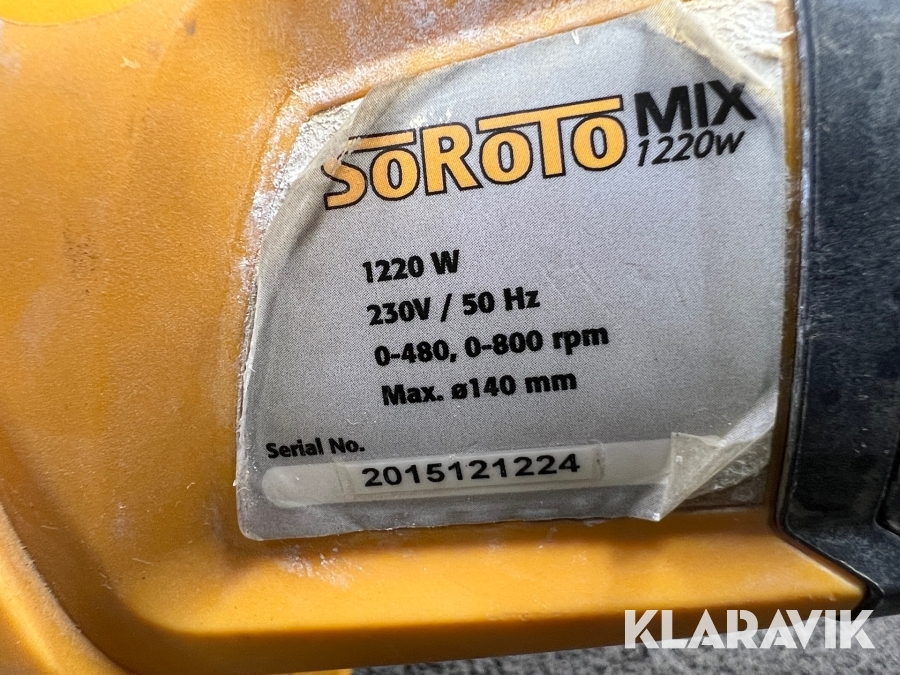 SOROTO MIX
1220W
1220 W
230V / 50 Hz
0-480, 0-800 rpm
Max. ø140 mm
Serial No.
2015121224
KLARAVIK